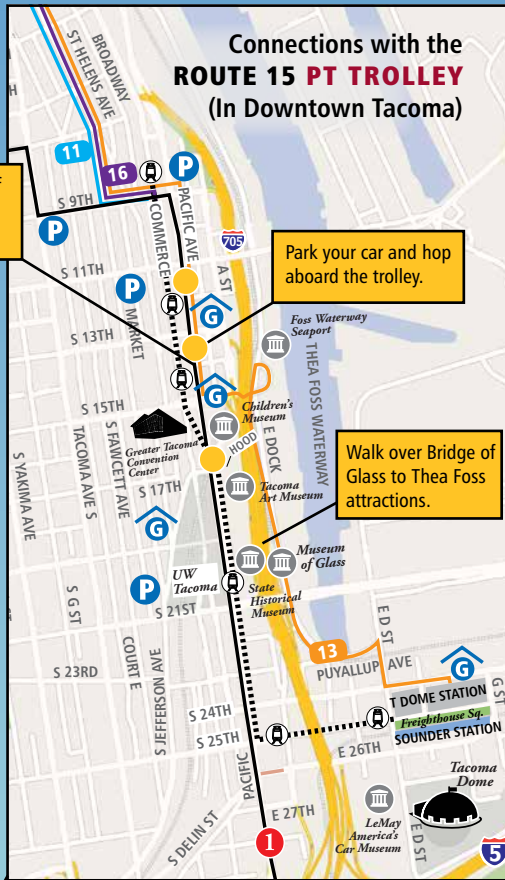 Connections with the
ROUTE 15 PT TROLLEY
(In Downtown Tacoma)
BROADWAY
ST HELENS AVE
11
16
P
S 9TH
P
COMMERCE
PACIFIC AVE
705
f
Park your car and hop
aboard the trolley.
S 11TH
A ST
P
MARKET
G
Foss Waterway
Seaport
S 13TH
THEA FOSS WATERWAY
G
S 15TH
Children's
Museum
E DOCK
HOOD
Greater Tacoma
Convention
Center
Walk over Bridge of
Glass to Thea Foss
attractions.
S YAKIMA AVE
TACOMA AVE S
S FAWCETT AVE
S 17TH
Tacoma
Art Museum
G
UW
Tacoma
Museum
of Glass
State
Historical
Museum
P
S G ST
S 21ST
E D ST
COURT E
S JEFFERSON AVE
13
PUYALLUP AVE
G
S 23RD
T DOME STATION
G ST
Freighthouse Sq.
SOUNDER STATION
S 24TH
S 25TH
E 26TH
PACIFIC
Tacoma
Dome
E 27TH
LeMay
America's
Car Museum
S DELIN ST
1
E D ST
5